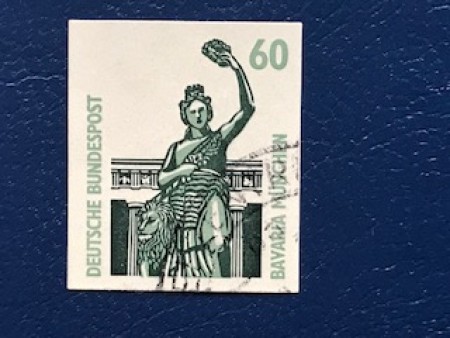 60
DEUTSCHE BUNDESPOST
BAVARIA MÜNCHEN